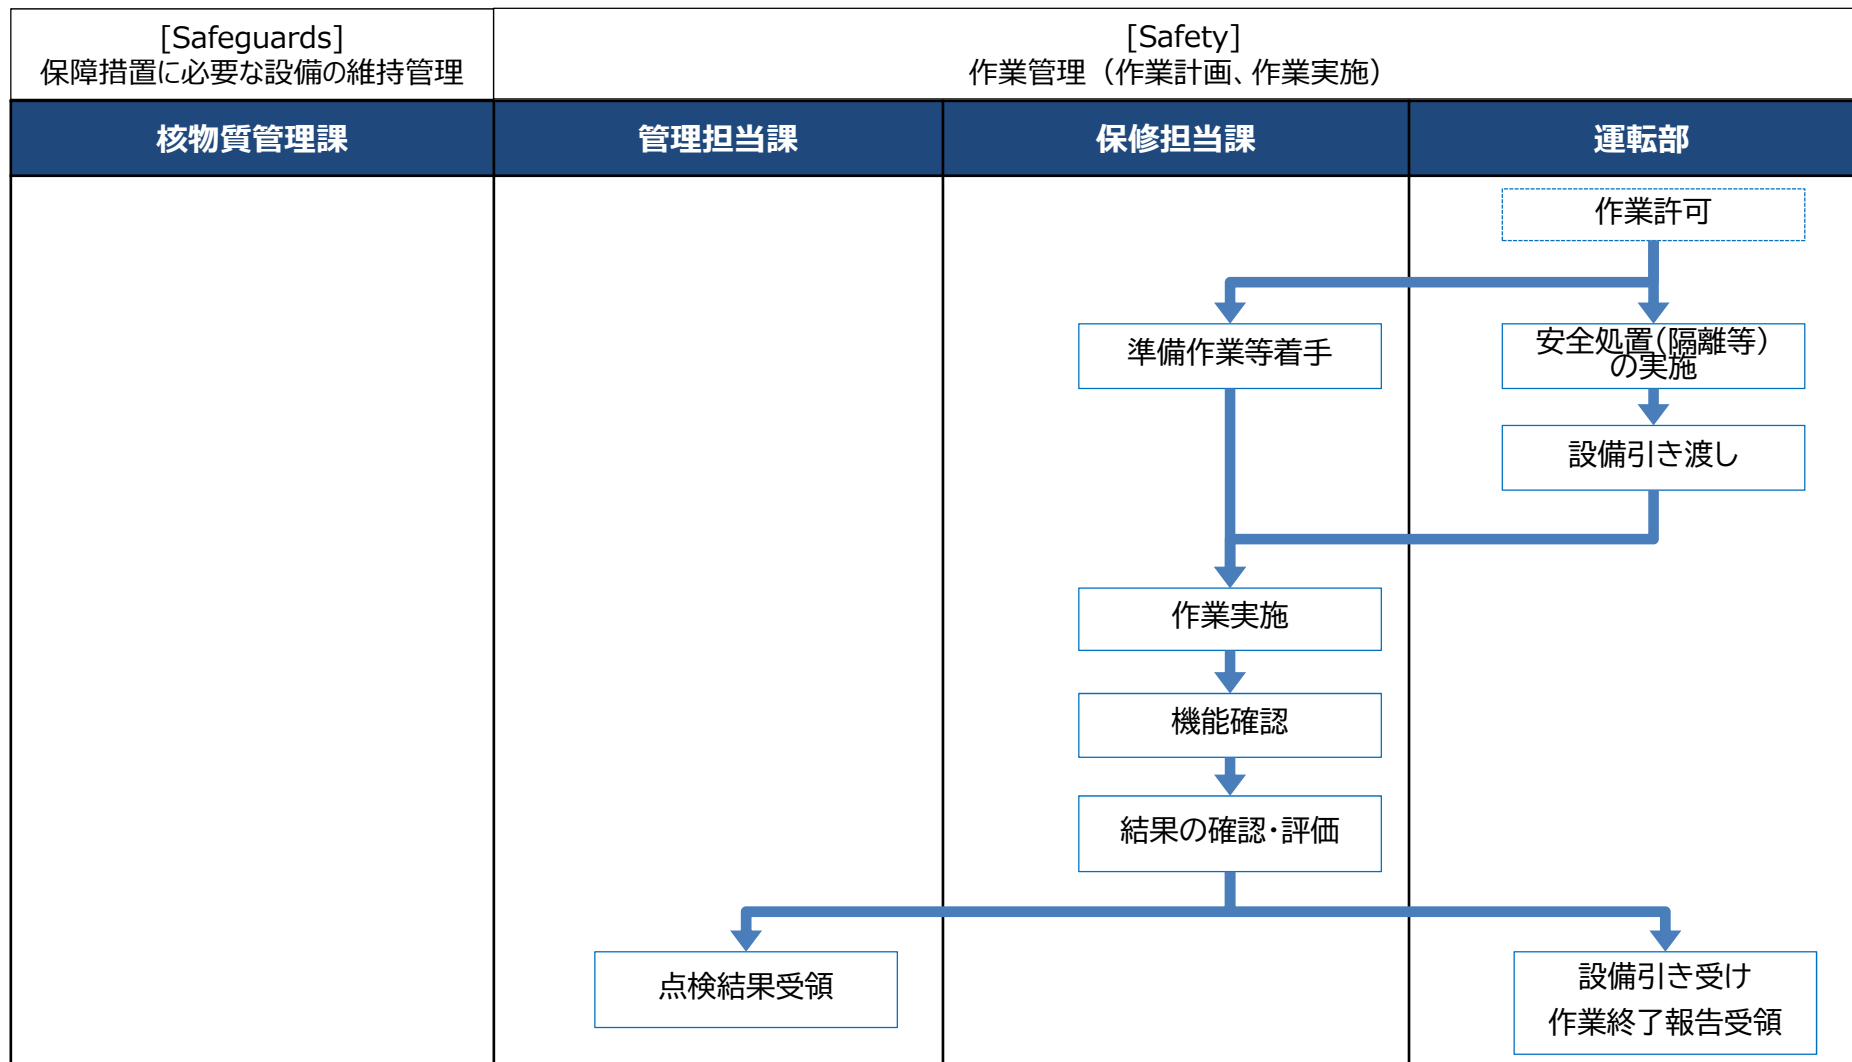 [Safeguards]
保障措置に必要な設備の維持管理
[Safety]
作業管理（作業計画、作業実施）
核物質管理課
管理担当課
保修担当課
運転部
作業許可
準備作業等着手
安全処置（隔離等）
の実施
設備引き渡し
作業実施
機能確認
結果の確認・評価
点検結果受領
設備引き受け
作業終了報告受領